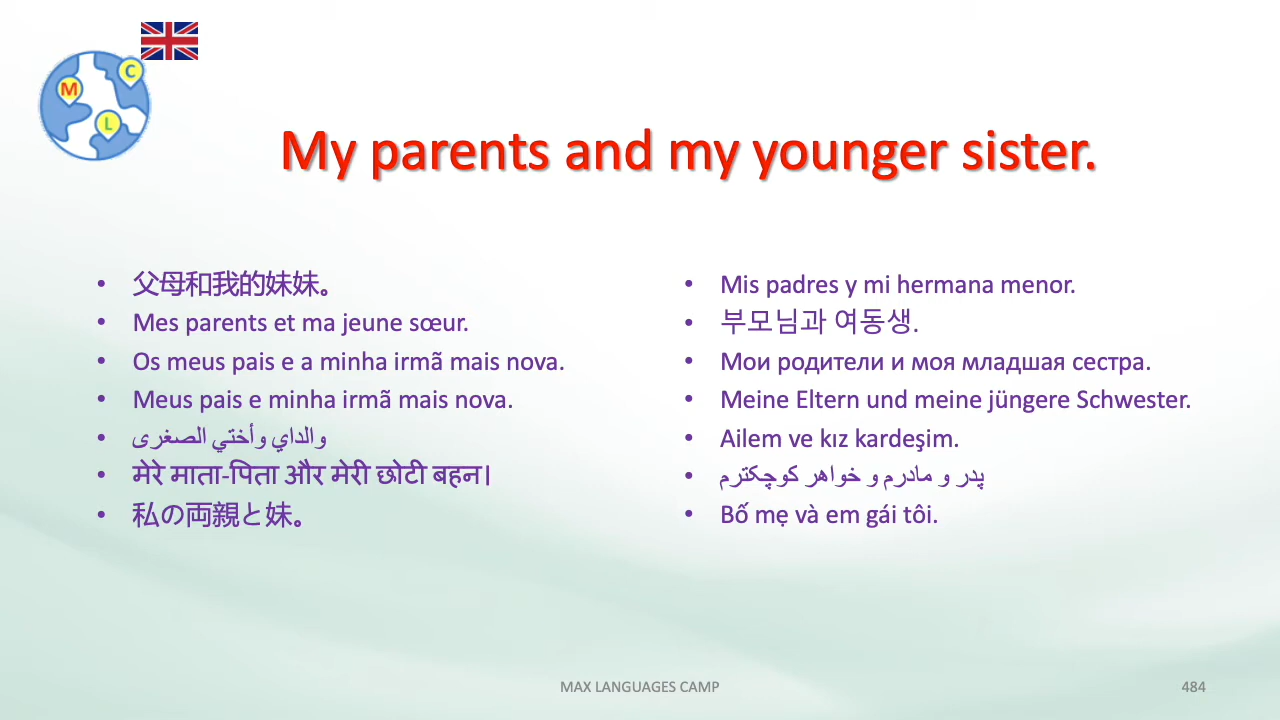 M
C
L
My parents and my younger sister.
父母和我的妹妹。
Mes parents et ma jeune sœur.
Os meus pais e a minha irmã mais nova.
Meus pais e minha irmã mais nova.
والداي وأختي الصغرى
मेरे माता-पिता और मेरी छोटी बहन।
私の両親と妹。
Mis padres y mi hermana menor.
부모님과 여동생.
Мои родители и моя младшая сестра.
Meine Eltern und meine jüngere Schwester.
Ailem ve kız kardeşim.
پدر و مادرم و خواهر کوچکترم
Bố mẹ và em gái tôi.
MAX LANGUAGES CAMP
484